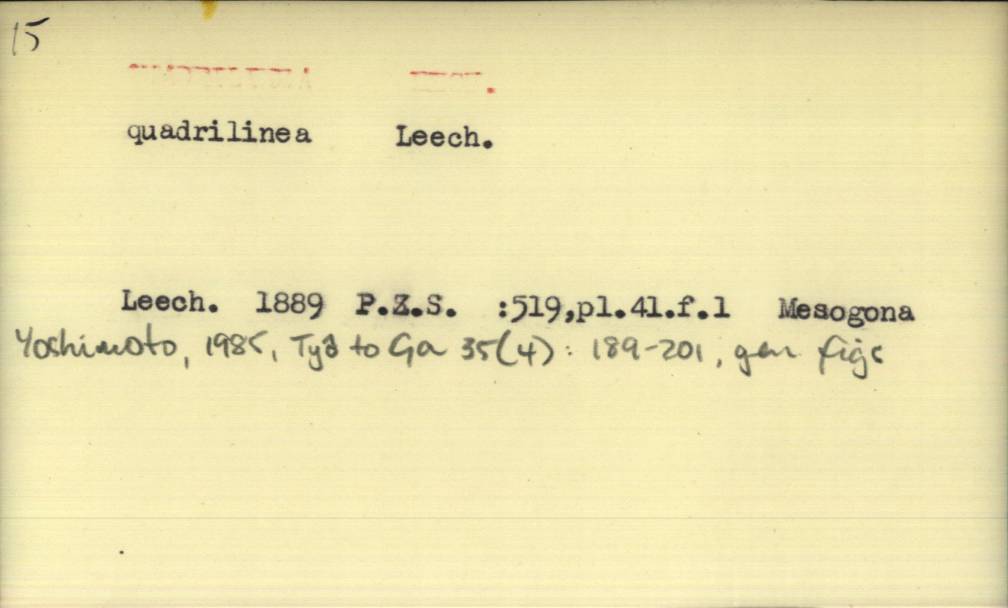 15
quadrilinea Leech.
Leech. 1889 P.Z.S. :519,pl.41.f.1 Mesogona
Yoshimoto, 1985, Tyô to Ga 35(4): 189-201, gen figs